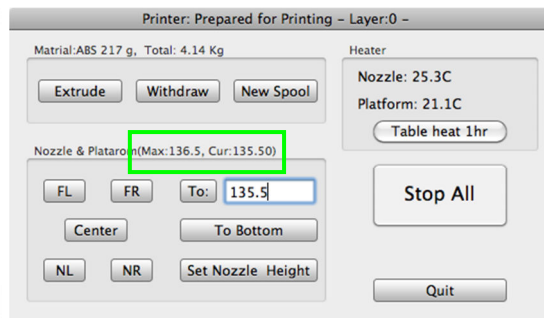 Printer: Prepared for Printing - Layer:0 -
Matrial:ABS 217 g, Total: 4.14 Kg
Extrude
Withdraw
New Spool
Heater
Nozzle: 25.3C
Platform: 21.1C
Table heat 1hr
Nozzle & Platarom(Max:136.5, Cur:135.50)
FL
FR
To:
135.5
Center
To Bottom
NL
NR
Set Nozzle Height
Stop All
Quit